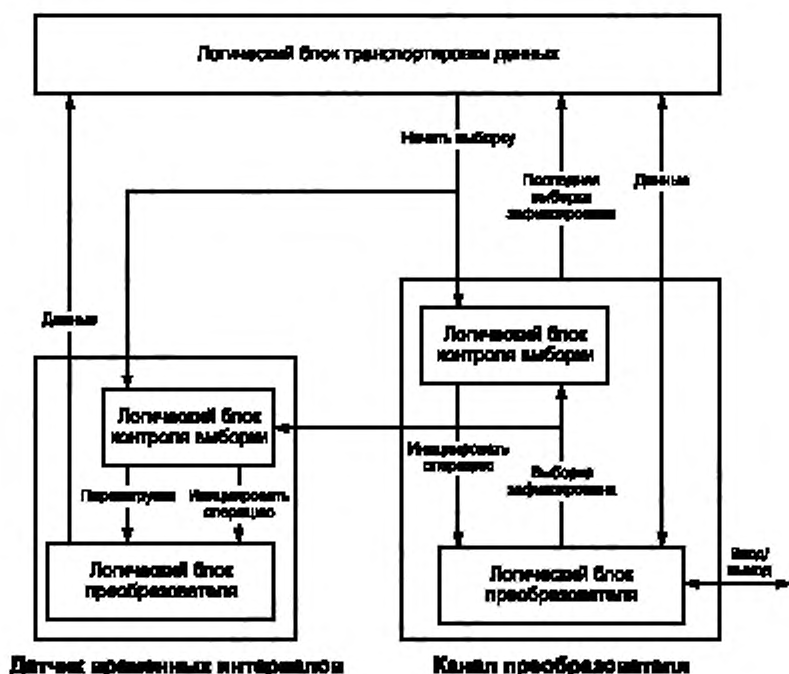 Логический блок транспортировки данных
Начать выборку
Последняя
выборка
зафиксирована
Данные
Данные
Логический блок
контроля выборки
Логический блок
контроля выборки
Инициировать
операцию
Выборка
зафиксирована
Перезагрузка
Инициировать
операцию
Логический блок
преобразователя
Логический блок
преобразователя
Ввод/
вывод
Датчик временных интервалов
Канал преобразователя